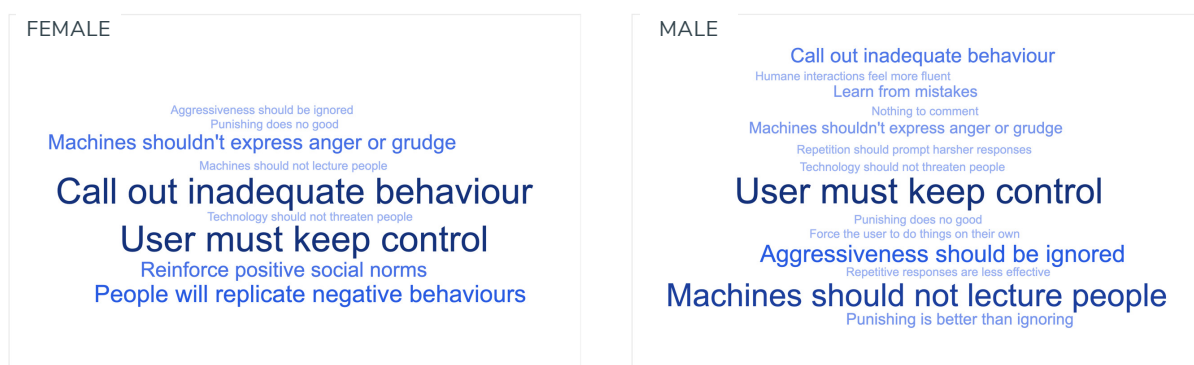 FEMALE
Aggressiveness should be ignored
Punishing does no good
Machines shouldn't express anger or grudge
Machines should not lecture people
Call out inadequate behaviour
Technology should not threaten people
User must keep control
Reinforce positive social norms
People will replicate negative behaviours
MALE
Call out inadequate behaviour
Humane interactions feel more fluent
Learn from mistakes
Nothing to comment
Machines shouldn't express anger or grudge
Repetition should prompt harsher responses
Technology should not threaten people
User must keep control
Punishing does no good
Force the user to do things on their own
Aggressiveness should be ignored
Repetitive responses are less effective
Machines should not lecture people
Punishing is better than ignoring